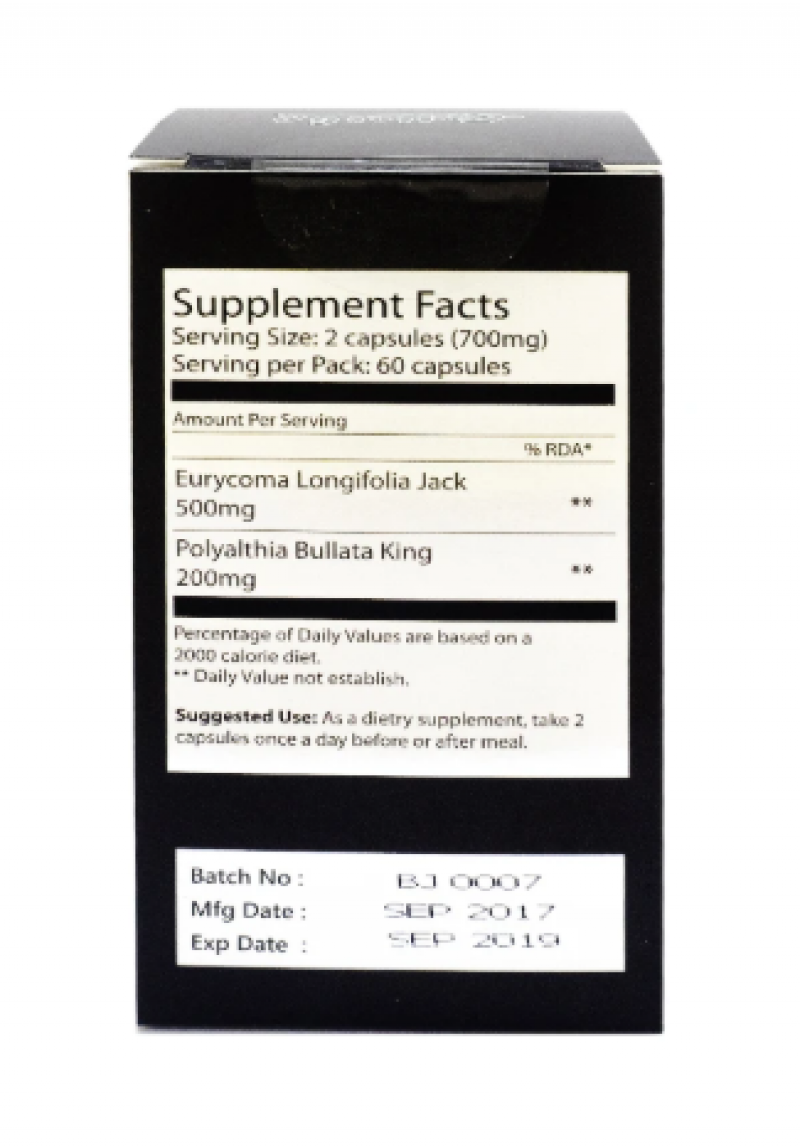 Supplement Facts
Serving Size: 2 capsules (700mg)
Serving per Pack: 60 capsules
Amount Per Serving
% RDA*
Eurycoma Longifolia Jack
500mg **
Polyalthia Bullata King
200mg **
Percentage of Daily Values are based on a
2000 calorie diet.
** Daily Value not establish.
Suggested Use: As a dietry supplement, take 2
capsules once a day before or after meal.
Batch No : BJ 0007
Mfg Date : SEP 2017
Exp Date : SEP 2019